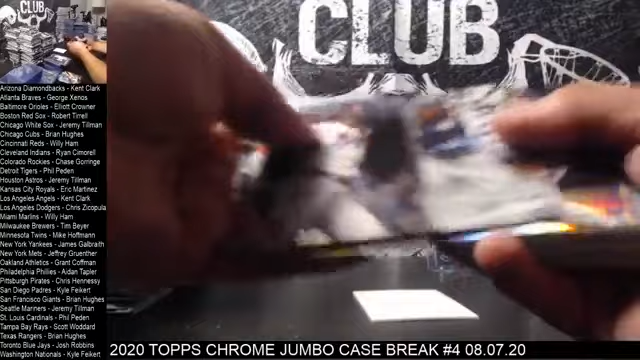 CLUB
CLUB
Arizona Diamondbacks - Kent Clark
Atlanta Braves - George Xenos
Baltimore Orioles - Elliott Crowner
Boston Red Sox - Robert Tirrell
Chicago White Sox - Jeremy Tillman
Chicago Cubs - Brian Hughes
Cincinnati Reds - Willy Ham
Cleveland Indians - Ryan Cimorell
Colorado Rockies - Chase Gorringe
Detroit Tigers - Phil Peden
Houston Astros - Jeremy Tillman
Kansas City Royals - Eric Martinez
Los Angeles Angels - Kent Clark
Los Angeles Dodgers - Chris Zicopula
Miami Marlins - Willy Ham
Milwaukee Brewers - Tim Beyer
Minnesota Twins - Mike Hoffmann
New York Yankees - James Galbraith
New York Mets - Jeffrey Gruenther
Oakland Athletics - Grant Coffman
Philadelphia Phillies - Aidan Tapler
Pittsburgh Pirates - Chris Hennessy
San Diego Padres - Kyle Feikert
San Francisco Giants - Brian Hughes
Seattle Mariners - Jeremy Tillman
St. Louis Cardinals - Phil Peden
Tampa Bay Rays - Scott Woddard
Texas Rangers - Brian Hughes
Toronto Blue Jays - Josh Robbins
Washington Nationals - Kyle Feikert
2020 TOPPS CHROME JUMBO CASE BREAK #4 08.07.20